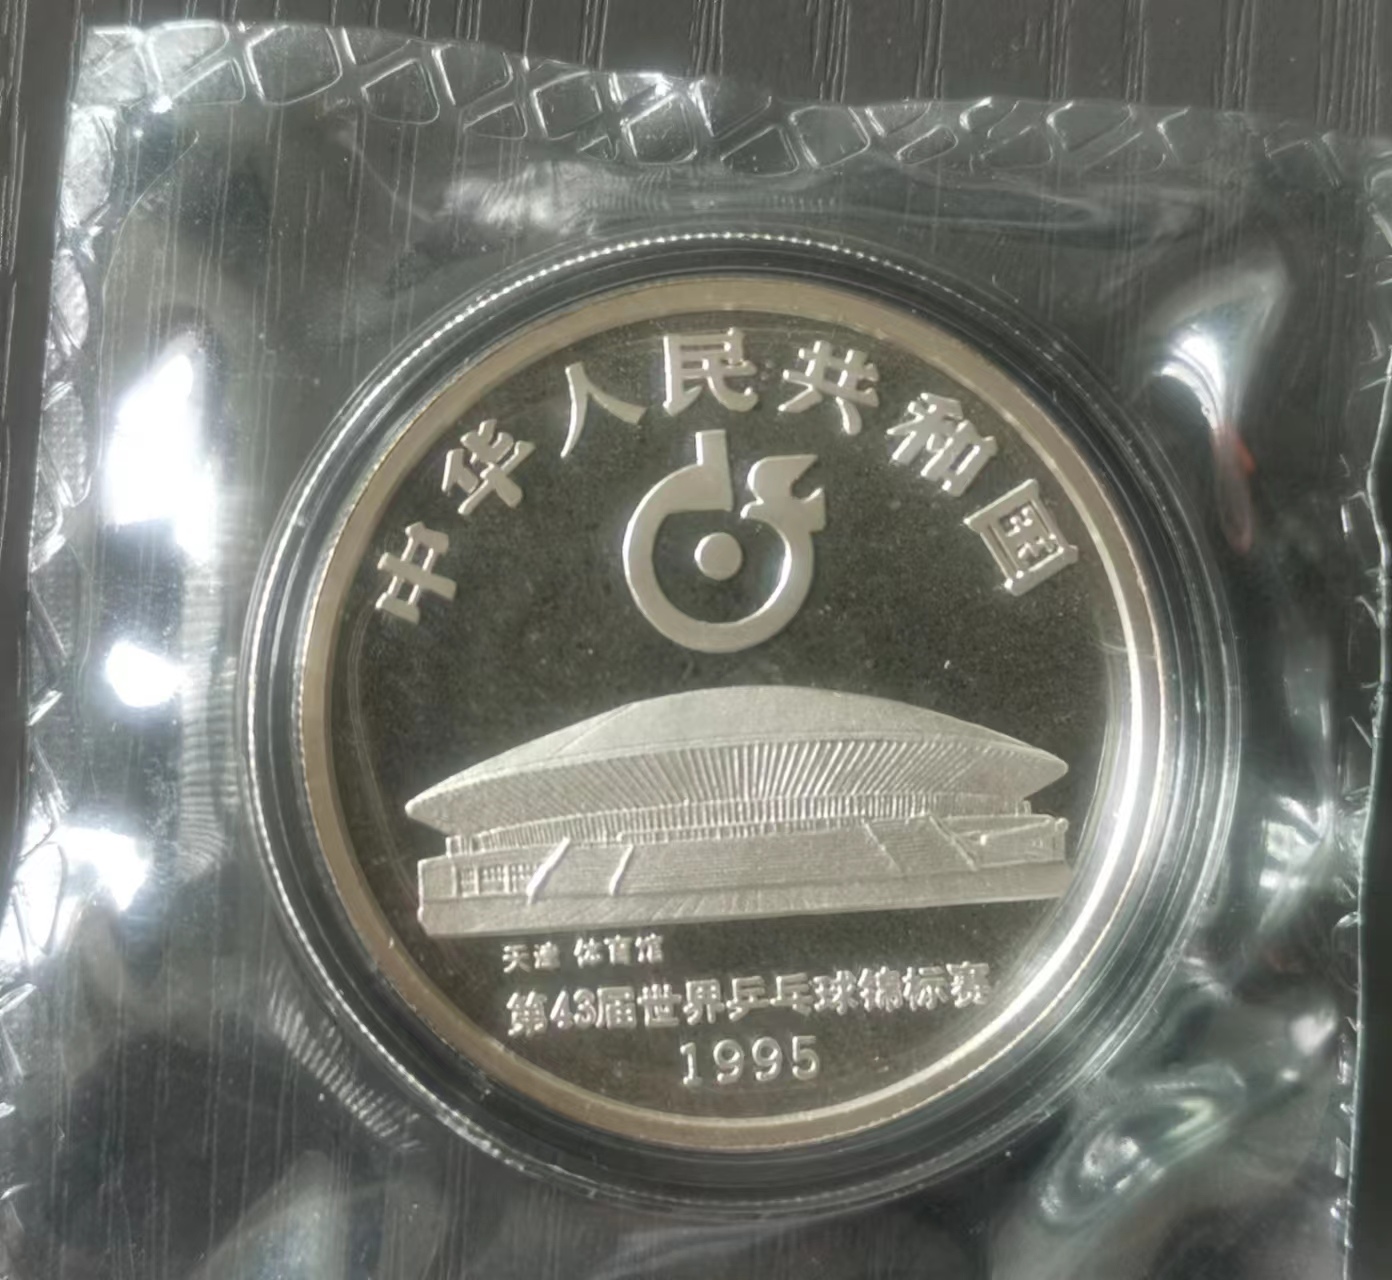 中华人民共和国
天津 体育馆
第43届世界乒乓球锦标赛
1995